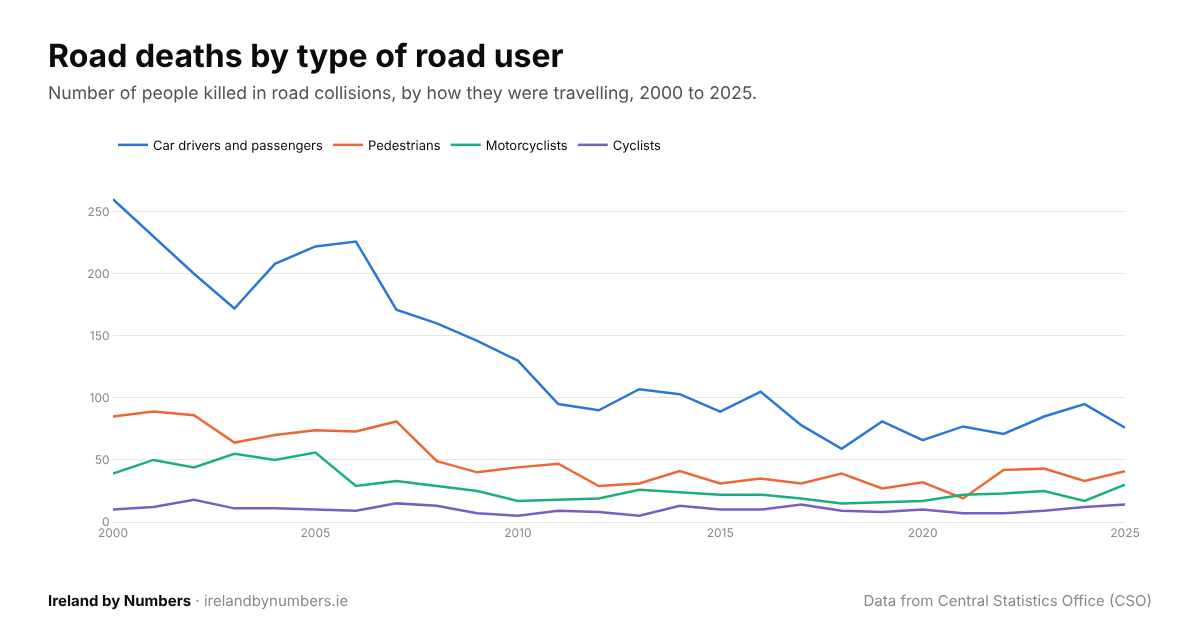 Road deaths by type of road user
Number of people killed in road collisions, by how they were travelling, 2000 to 2025.
Car drivers and passengers Pedestrians Motorcyclists Cyclists
250
200
150
100
50
0
2000 2005 2010 2015 2020 2025
Ireland by Numbers · irelandbynumbers.ie Data from Central Statistics Office (CSO)